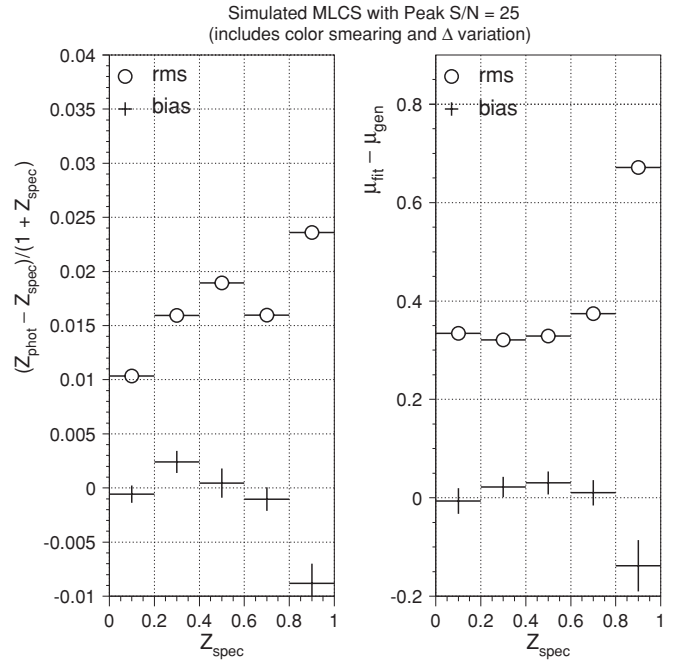 Simulated MLCS with Peak S/N = 25
(includes color smearing and Δ variation)
(Z_phot − Z_spec)/(1 + Z_spec)
0.04
0.035
0.03
0.025
0.02
0.015
0.01
0.005
0
-0.005
-0.01
rms
bias
0 0.2 0.4 0.6 0.8 1
Z_spec
μ_fit − μ_gen
0.8
0.6
0.4
0.2
0
-0.2
rms
bias
0 0.2 0.4 0.6 0.8 1
Z_spec